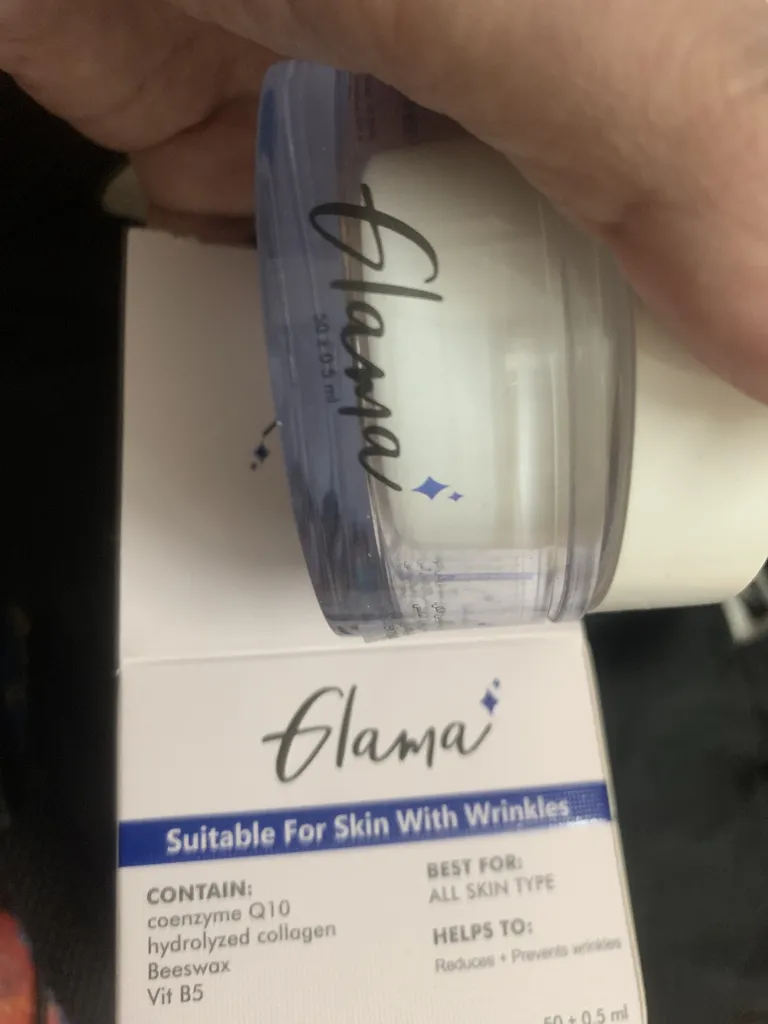 Glama
50 ± 0.5 ml
Glama
Suitable For Skin With Wrinkles
CONTAIN:
coenzyme Q10
hydrolyzed collagen
Beeswax
Vit B5
BEST FOR:
ALL SKIN TYPE
HELPS TO:
Reduces + Prevents wrinkles
50 ± 0.5 ml